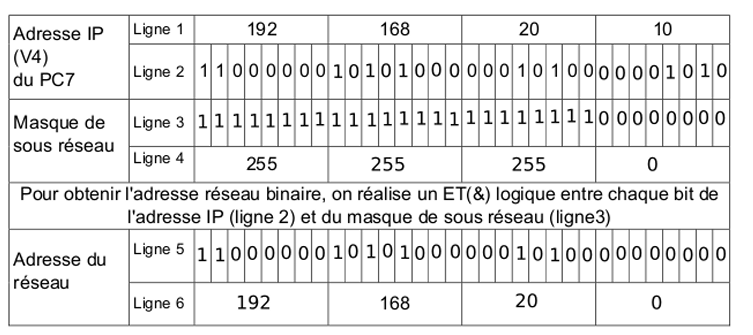 Adresse IP (V4) du PC7
Ligne 1 192 168 20 10
Ligne 2 1 1 0 0 0 0 0 0 1 0 1 0 1 0 0 0 0 0 0 1 0 1 0 0 0 0 0 0 1 0 1 0
Masque de sous réseau
Ligne 3 1 1 1 1 1 1 1 1 1 1 1 1 1 1 1 1 1 1 1 1 1 1 1 1 0 0 0 0 0 0 0 0
Ligne 4 255 255 255 0
Pour obtenir l'adresse réseau binaire, on réalise un ET(&) logique entre chaque bit de
l'adresse IP (ligne 2) et du masque de sous réseau (ligne3)
Adresse du réseau
Ligne 5 1 1 0 0 0 0 0 0 1 0 1 0 1 0 0 0 0 0 0 1 0 1 0 0 0 0 0 0 0 0 0 0
Ligne 6 192 168 20 0